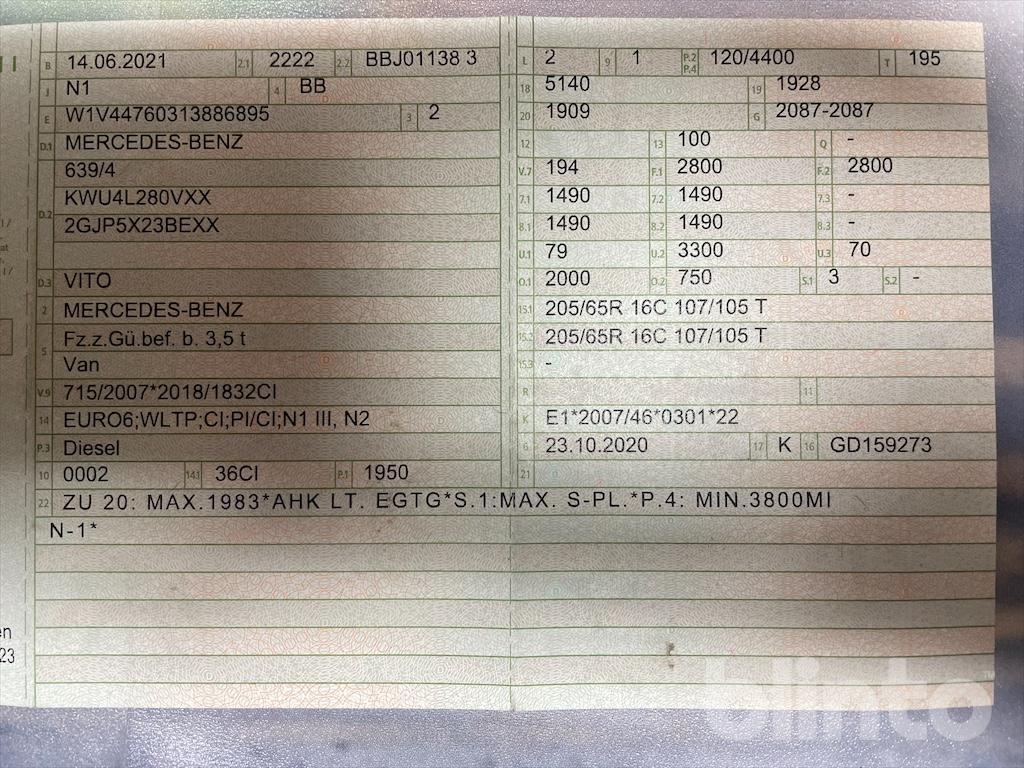 B 14.06.2021 2.1 2222 2.2 BBJ01138 3
J N1 4 BB
E W1V44760313886895 3 2
D.1 MERCEDES-BENZ
639/4
D.2 KWU4L280VXX
2GJP5X23BEXX
D.3 VITO
2 MERCEDES-BENZ
5 Fz.z.Gü.bef. b. 3,5 t
Van
V.9 715/2007*2018/1832CI
14 EURO6;WLTP;CI;PI/CI;N1 III, N2
P.3 Diesel
10 0002 14.1 36CI P.1 1950
L 2 9 1 P.2 P.4 120/4400 T 195
18 5140 19 1928
20 1909 G 2087-2087
12 13 100 Q -
V.7 194 F.1 2800 F.2 2800
7.1 1490 7.2 1490 7.3 -
8.1 1490 8.2 1490 8.3 -
U.1 79 U.2 3300 U.3 70
O.1 2000 O.2 750 S.1 3 S.2 -
15.1 205/65R 16C 107/105 T
15.2 205/65R 16C 107/105 T
15.3 -
R 11
K E1*2007/46*0301*22
6 23.10.2020 17 K 16 GD159273
21
22 ZU 20: MAX.1983*AHK LT. EGTG*S.1:MAX. S-PL.*P.4: MIN.3800MI
N-1*
en
23
blinto